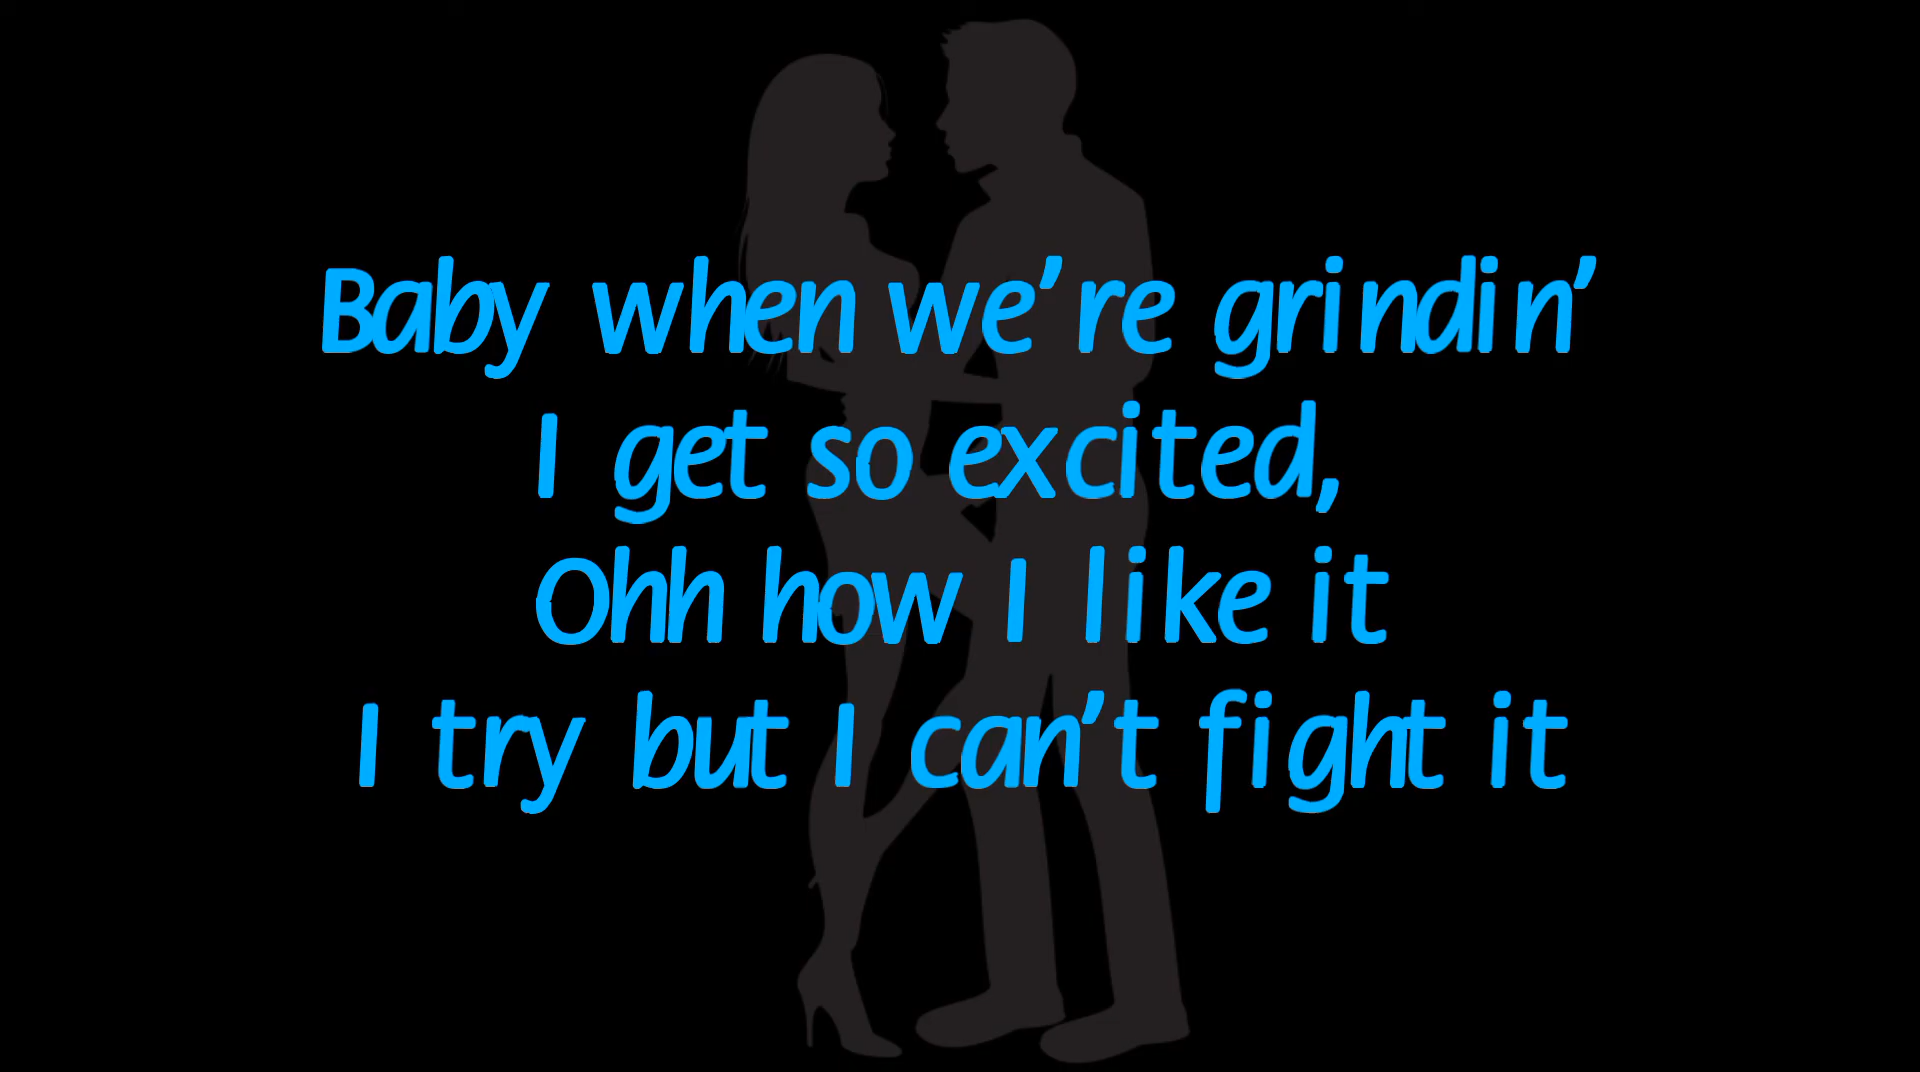 Baby when we're grindin'
I get so excited,
Ohh how I like it
I try but I can't fight it